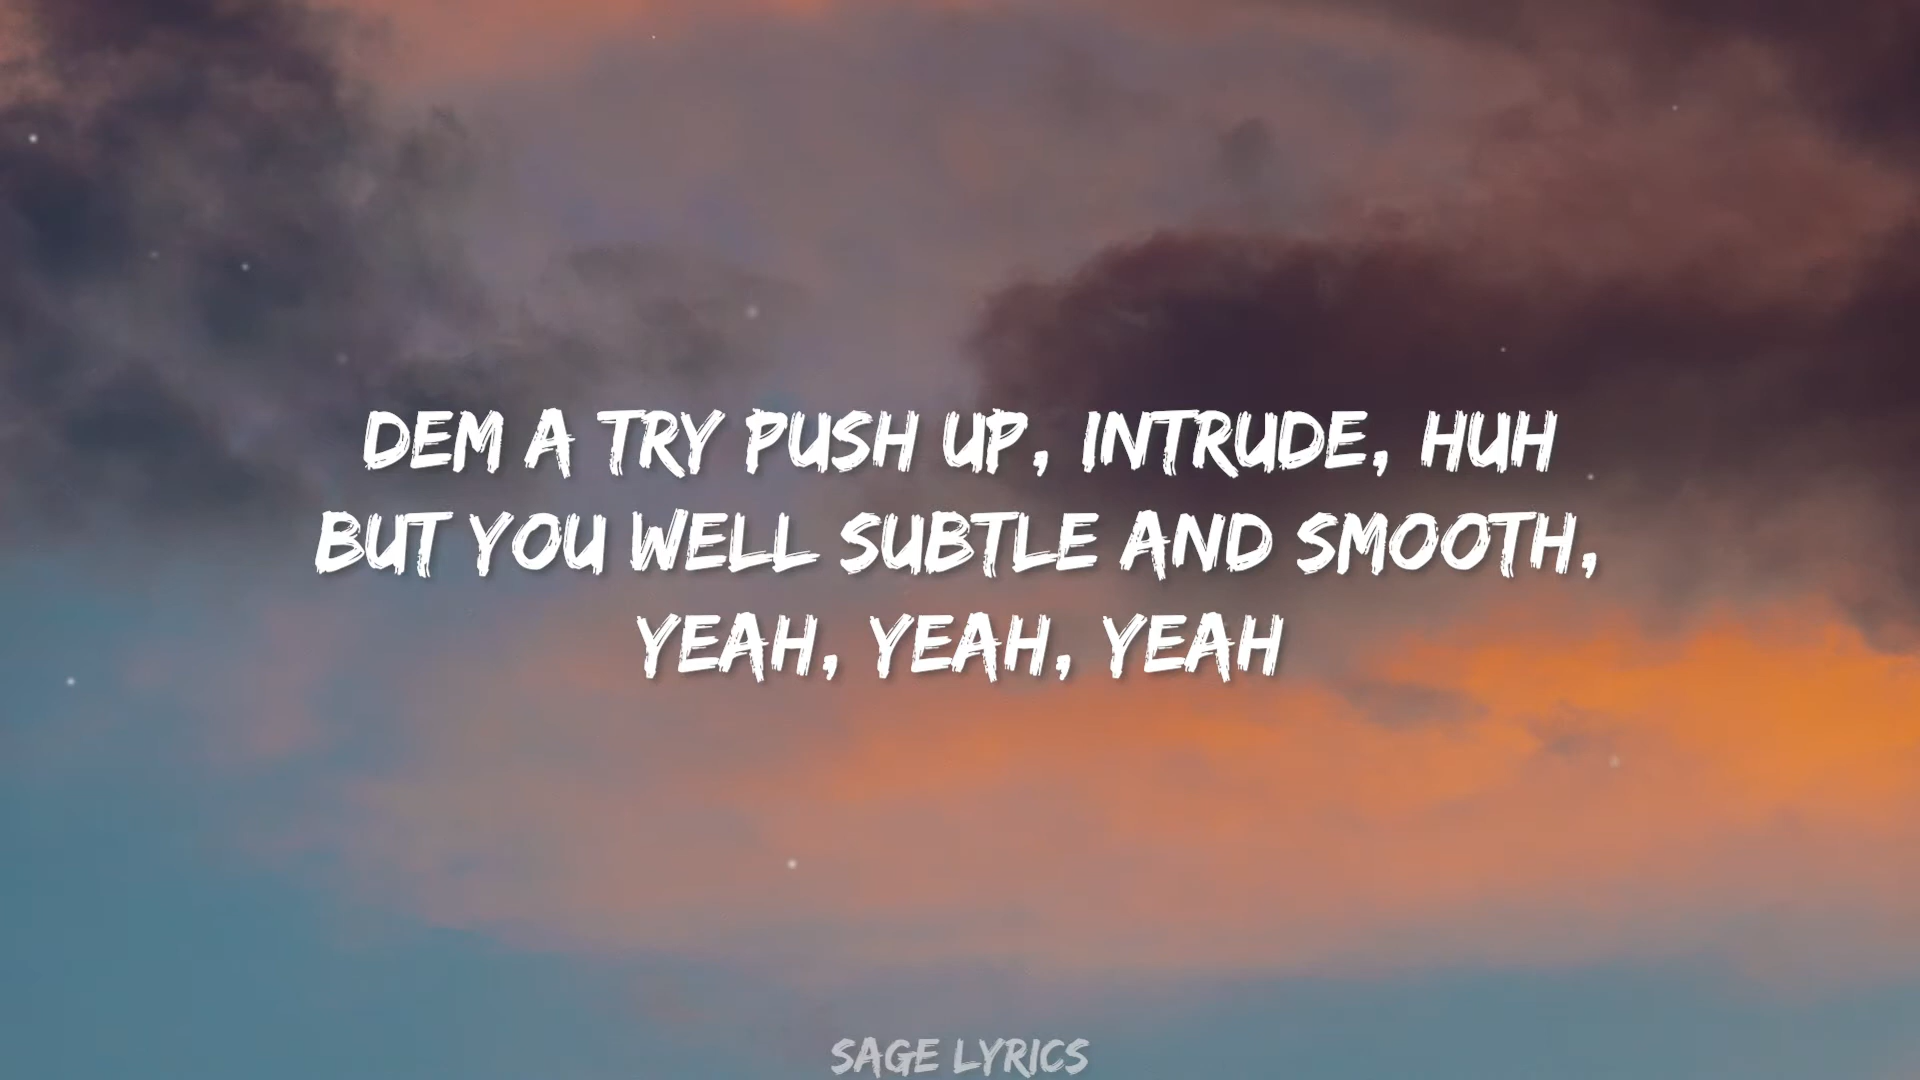 DEM A TRY PUSH UP, INTRUDE, HUH
BUT YOU WELL SUBTLE AND SMOOTH,
YEAH, YEAH, YEAH
SAGE LYRICS